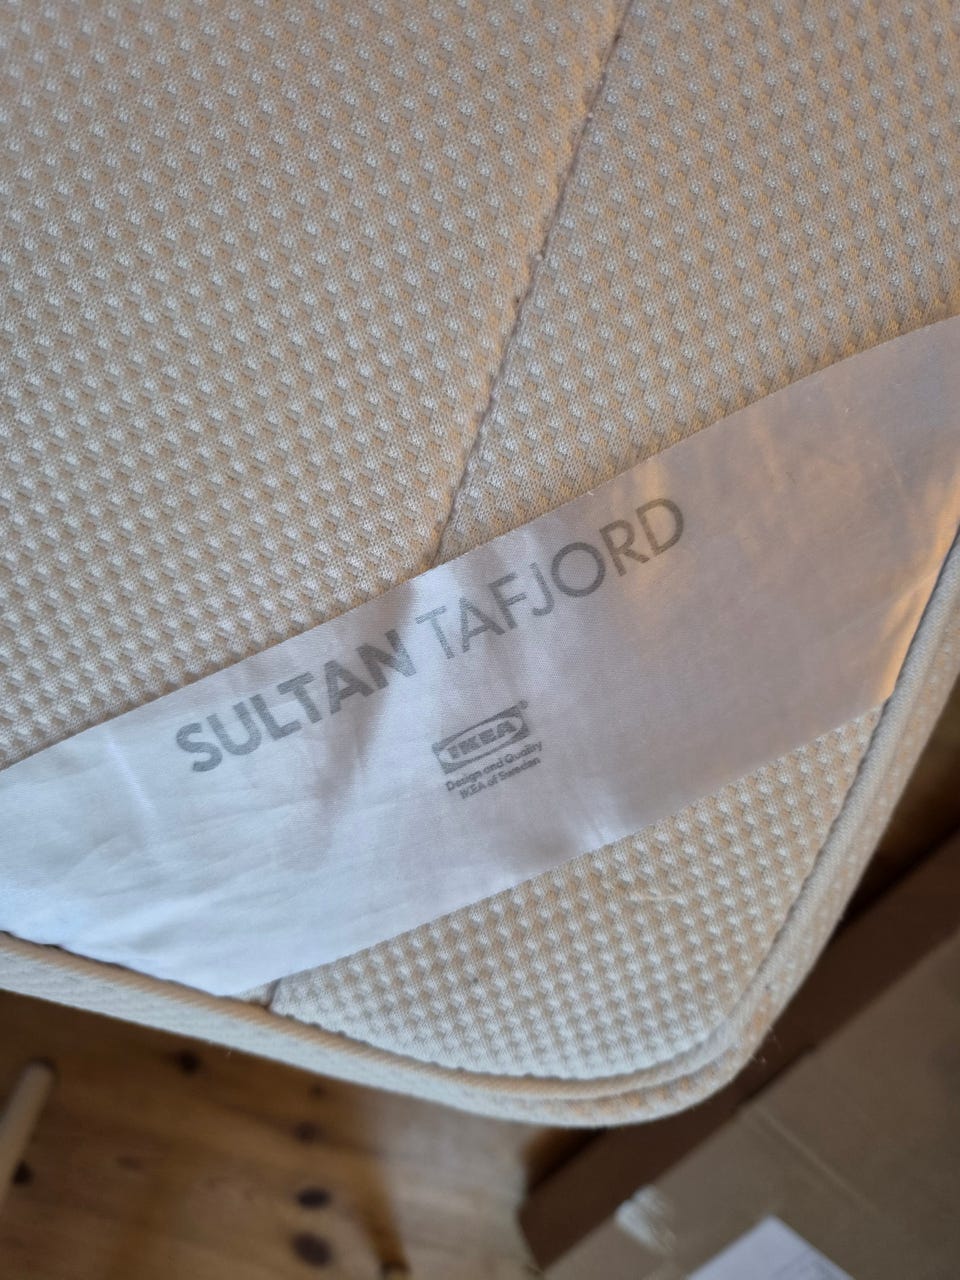 SULTAN TAFJORD
IKEA®
Design and Quality
IKEA of Sweden